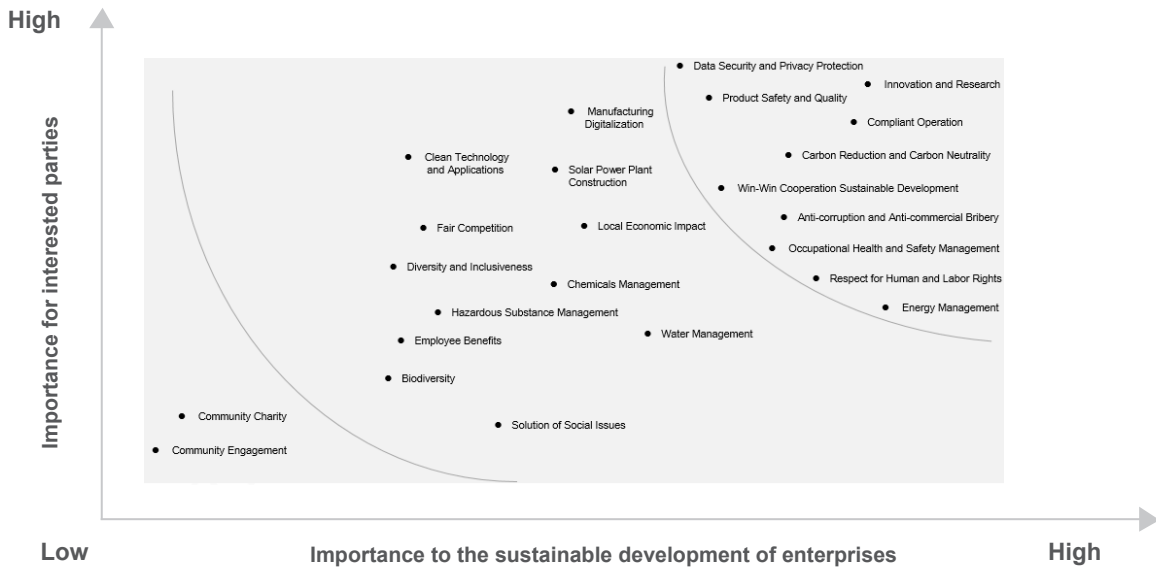 High
Data Security and Privacy Protection
Innovation and Research
Product Safety and Quality
Manufacturing
Digitalization
Compliant Operation
Clean Technology
and Applications
Carbon Reduction and Carbon Neutrality
Solar Power Plant
Construction
Win-Win Cooperation Sustainable Development
Anti-corruption and Anti-commercial Bribery
Fair Competition
Local Economic Impact
Occupational Health and Safety Management
Diversity and Inclusiveness
Respect for Human and Labor Rights
Chemicals Management
Energy Management
Hazardous Substance Management
Water Management
Employee Benefits
Biodiversity
Community Charity
Solution of Social Issues
Community Engagement
Importance for interested parties
Low
Importance to the sustainable development of enterprises
High